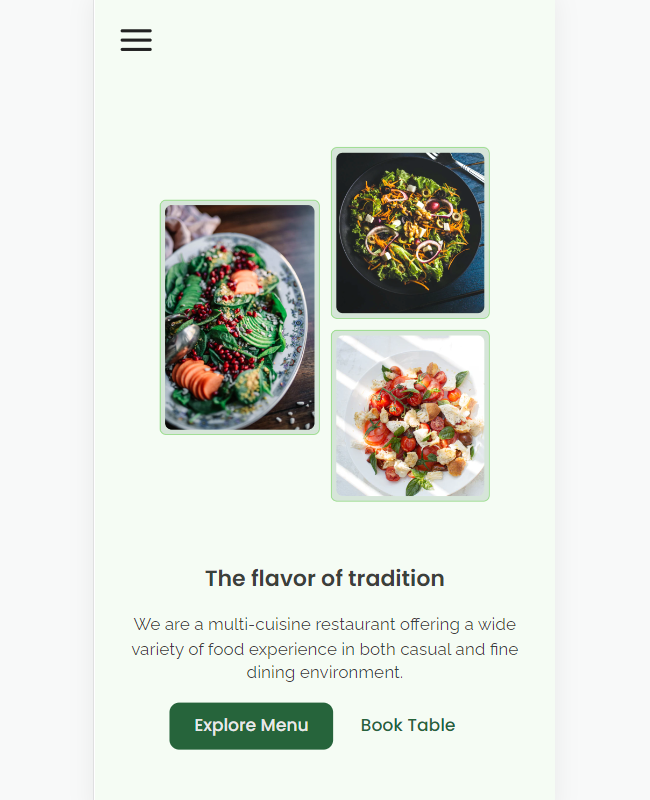 The flavor of tradition
We are a multi-cuisine restaurant offering a wide
variety of food experience in both casual and fine
dining environment.
Explore Menu
Book Table